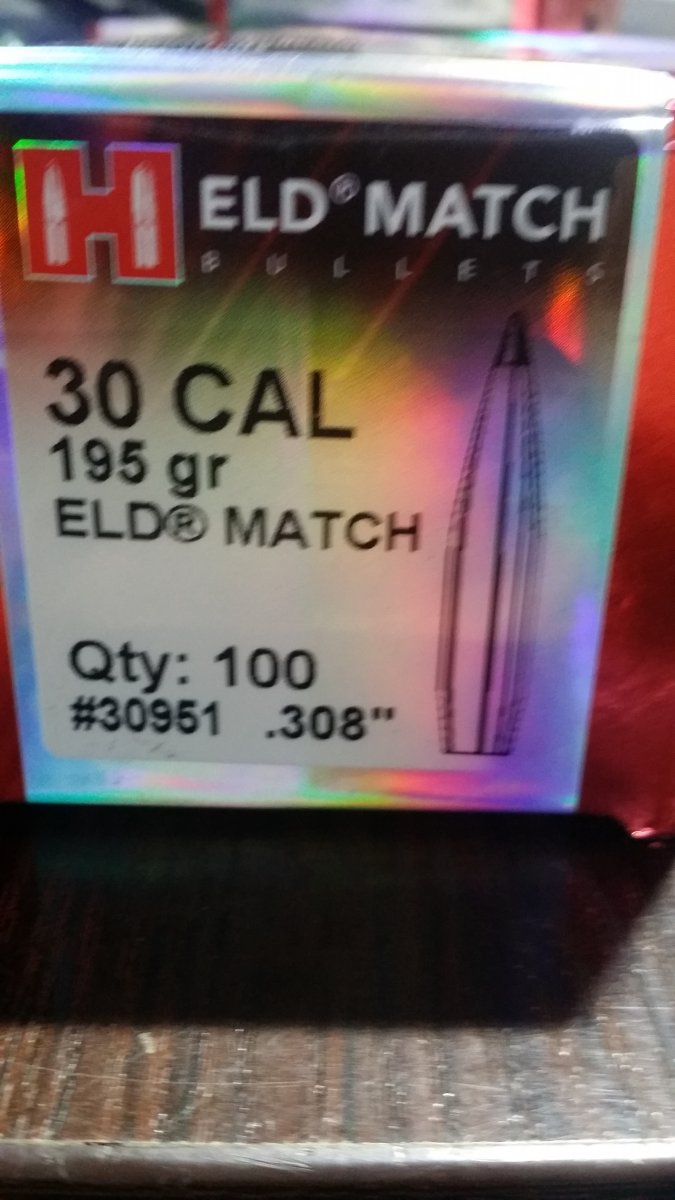 H ELD® MATCH
BULLETS
30 CAL
195 gr
ELD® MATCH
Qty: 100
#30951 .308"